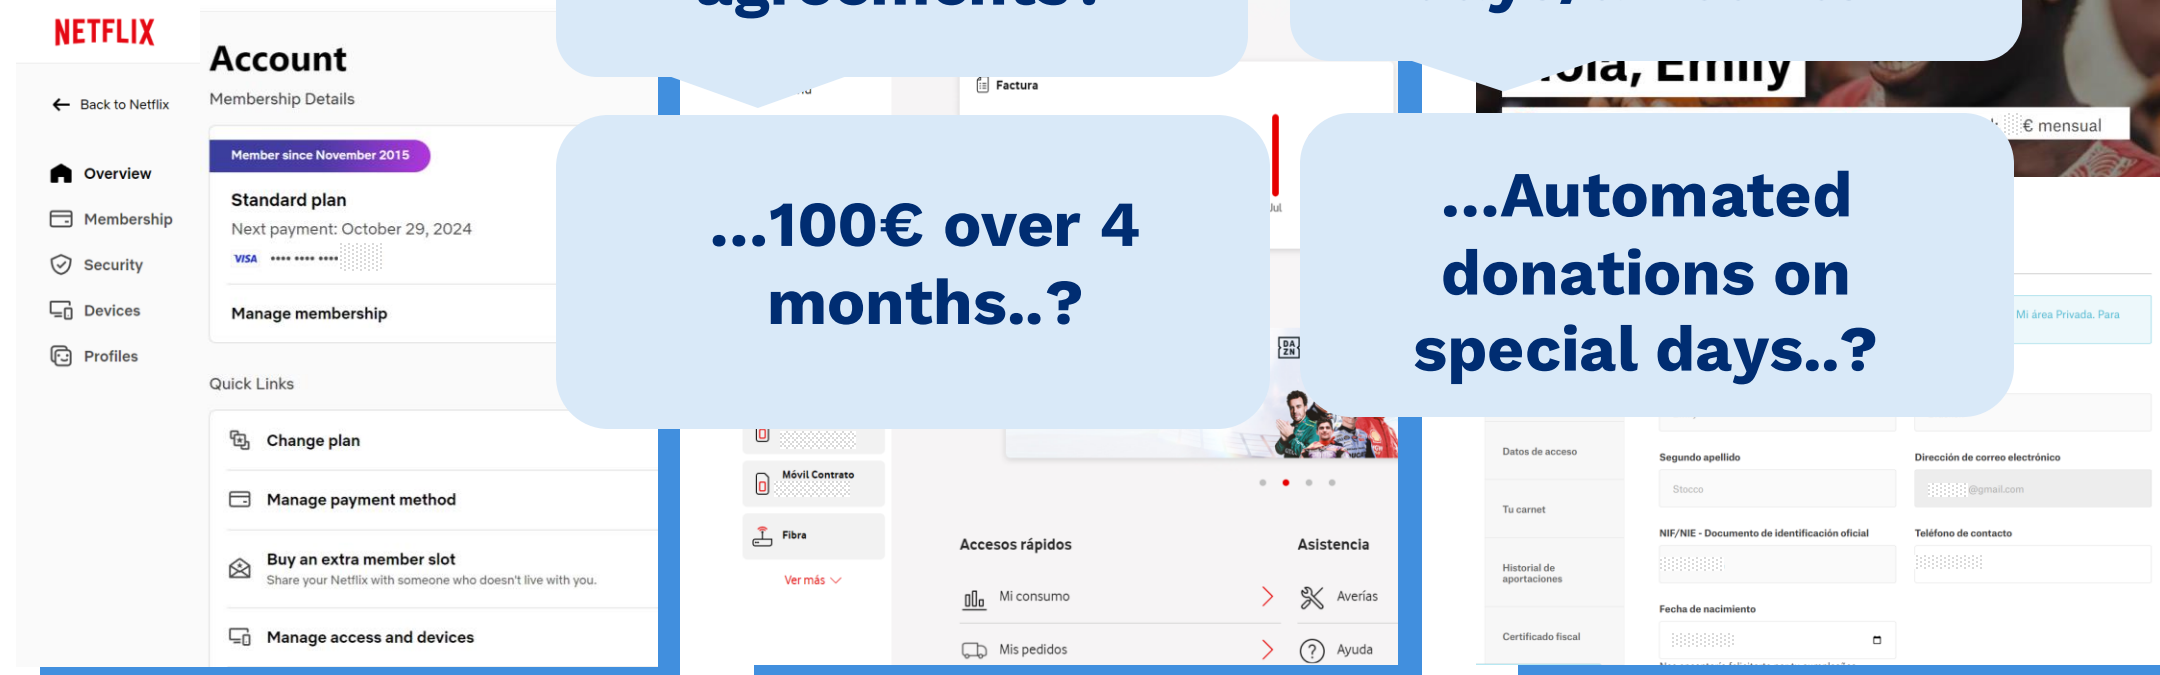 agreements?
NETFLIX
Account
Back to Netflix
Membership Details
Member since November 2015
Overview
Standard plan
Membership
Next payment: October 29, 2024
VISA •••• •••• ••••
Security
Devices
Manage membership
Profiles
Quick Links
Change plan
Manage payment method
Buy an extra member slot
Share your Netflix with someone who doesn't live with you.
Manage access and devices
Factura
Jul
...100€ over 4
months..?
DAZN
Móvil Contrato
Fibra
Ver más
Accesos rápidos
Asistencia
Mi consumo
Averías
Mis pedidos
Ayuda
Emily
€ mensual
...Automated
donations on
special days..?
Mi área Privada. Para
Datos de acceso
Segundo apellido
Dirección de correo electrónico
Stocco
@gmail.com
Tu carnet
NIF/NIE - Documento de identificación oficial
Teléfono de contacto
Historial de
aportaciones
Fecha de nacimiento
Certificado fiscal